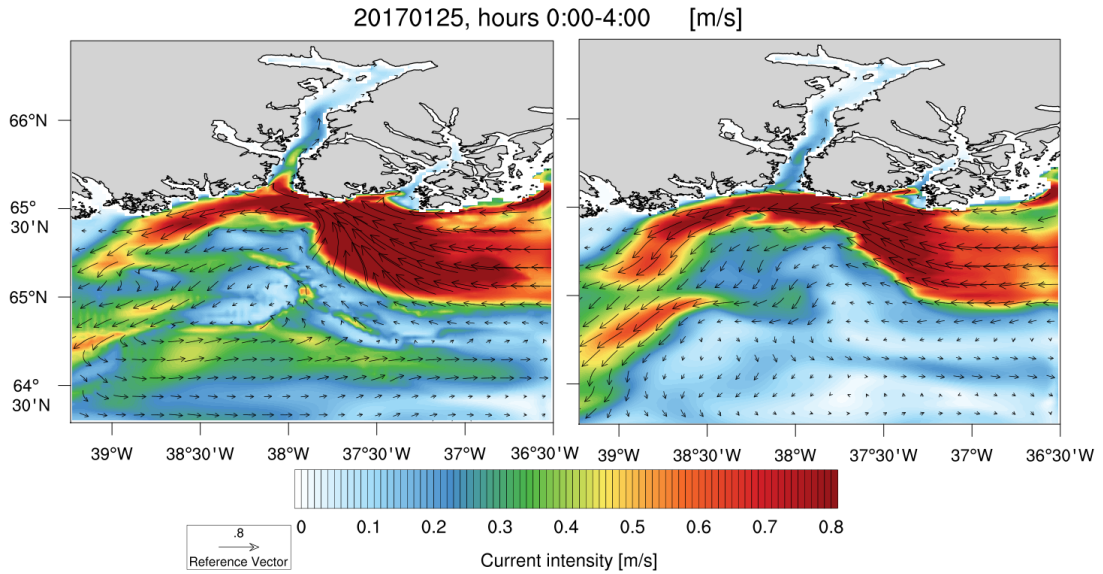 20170125, hours 0:00-4:00 [m/s]
66°N
65°
30'N
65°N
64°
30'N
39°W 38°30'W 38°W 37°30'W 37°W 36°30'W
39°W 38°30'W 38°W 37°30'W 37°W 36°30'W
0 0.1 0.2 0.3 0.4 0.5 0.6 0.7 0.8
.8
Reference Vector
Current intensity [m/s]